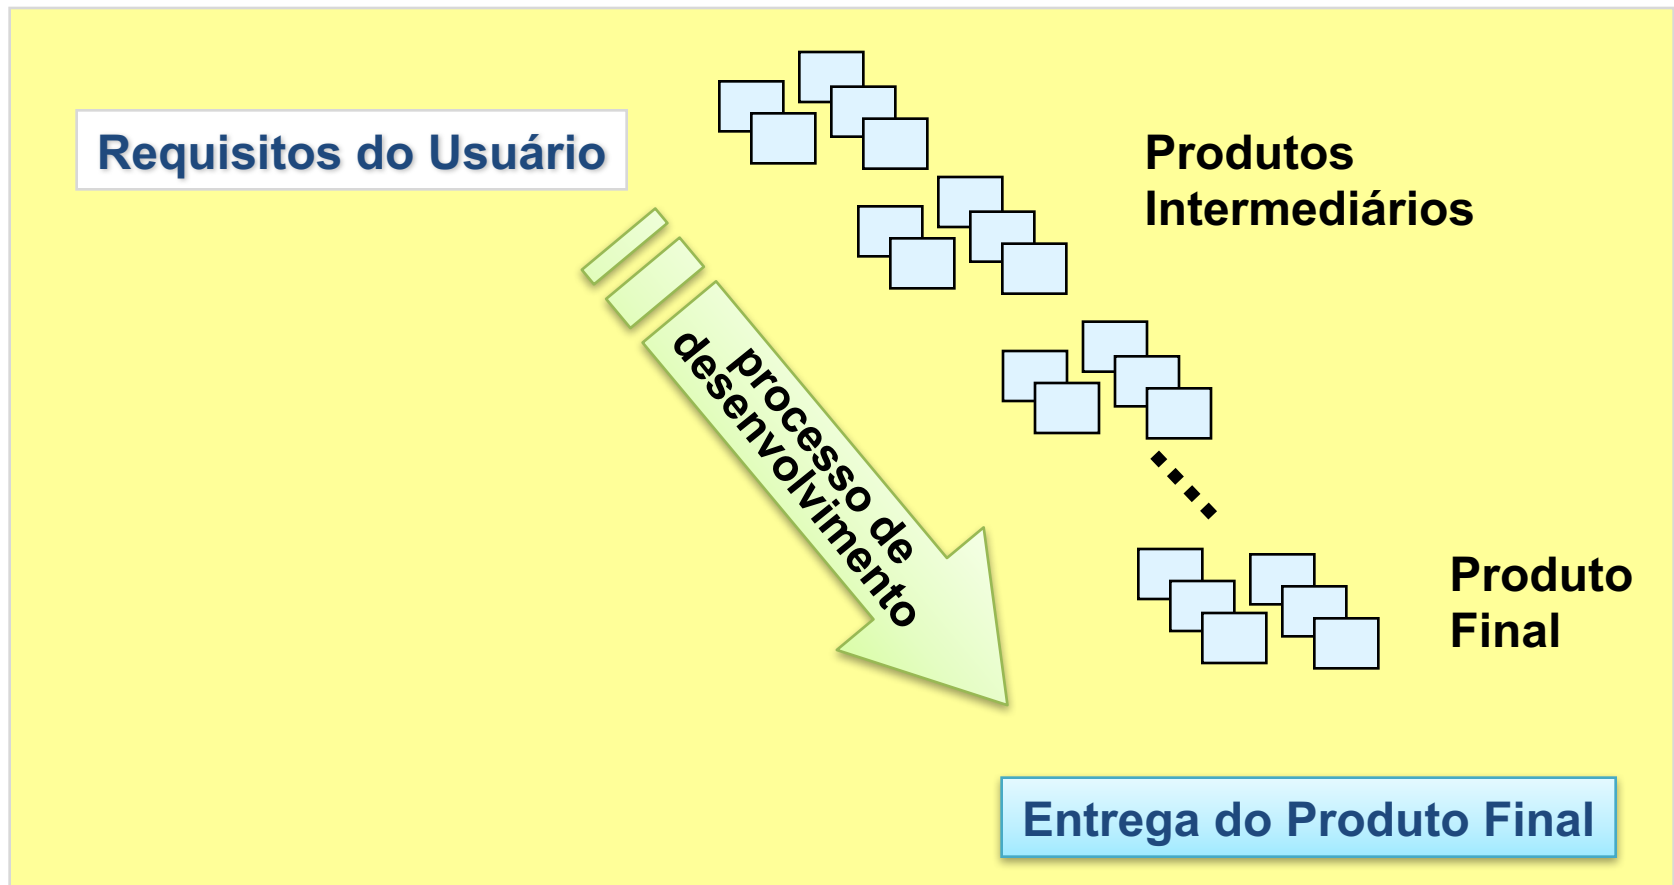 Requisitos do Usuário
Produtos
Intermediários
processo de
desenvolvimento
Produto
Final
Entrega do Produto Final